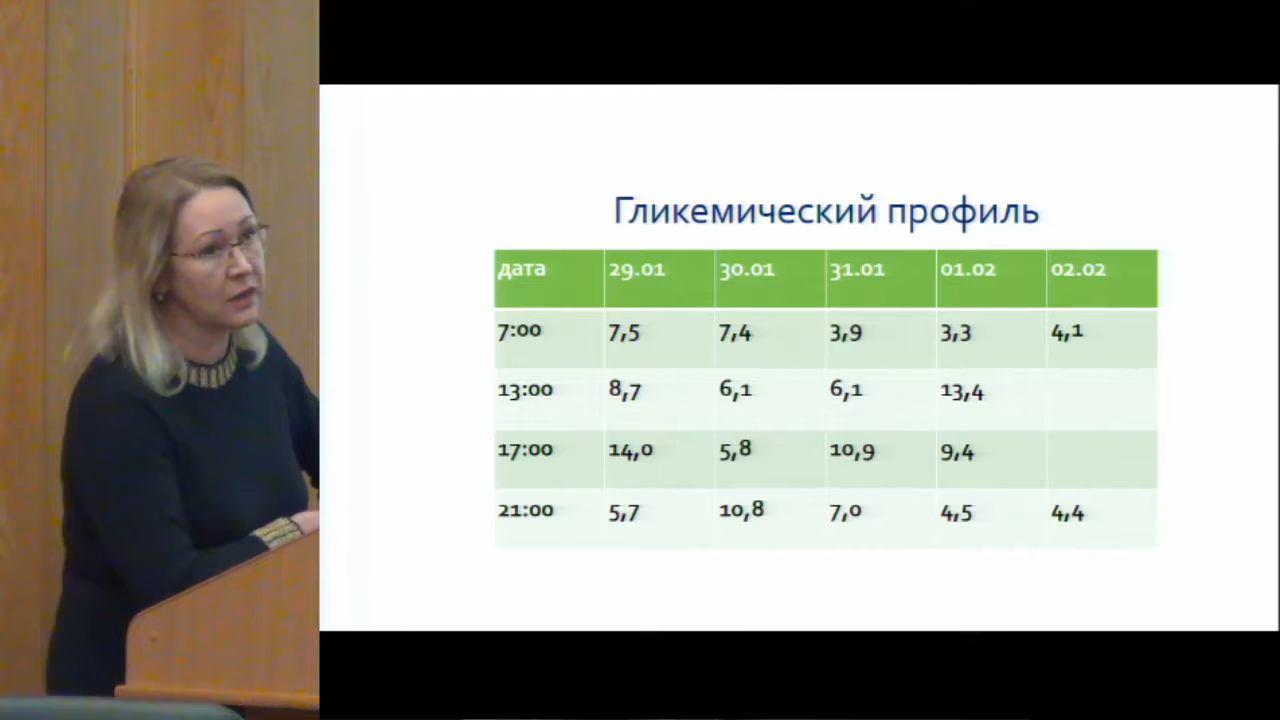 Гликемический профиль
дата 29.01 30.01 31.01 01.02 02.02
7:00 7,5 7,4 3,9 3,3 4,1
13:00 8,7 6,1 6,1 13,4
17:00 14,0 5,8 10,9 9,4
21:00 5,7 10,8 7,0 4,5 4,4